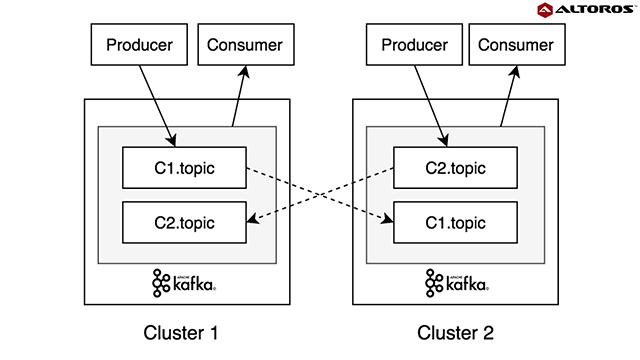 ALTOROS
Producer
Consumer
Producer
Consumer
C1.topic
C2.topic
C2.topic
C1.topic
APACHE
kafka
APACHE
kafka
Cluster 1
Cluster 2